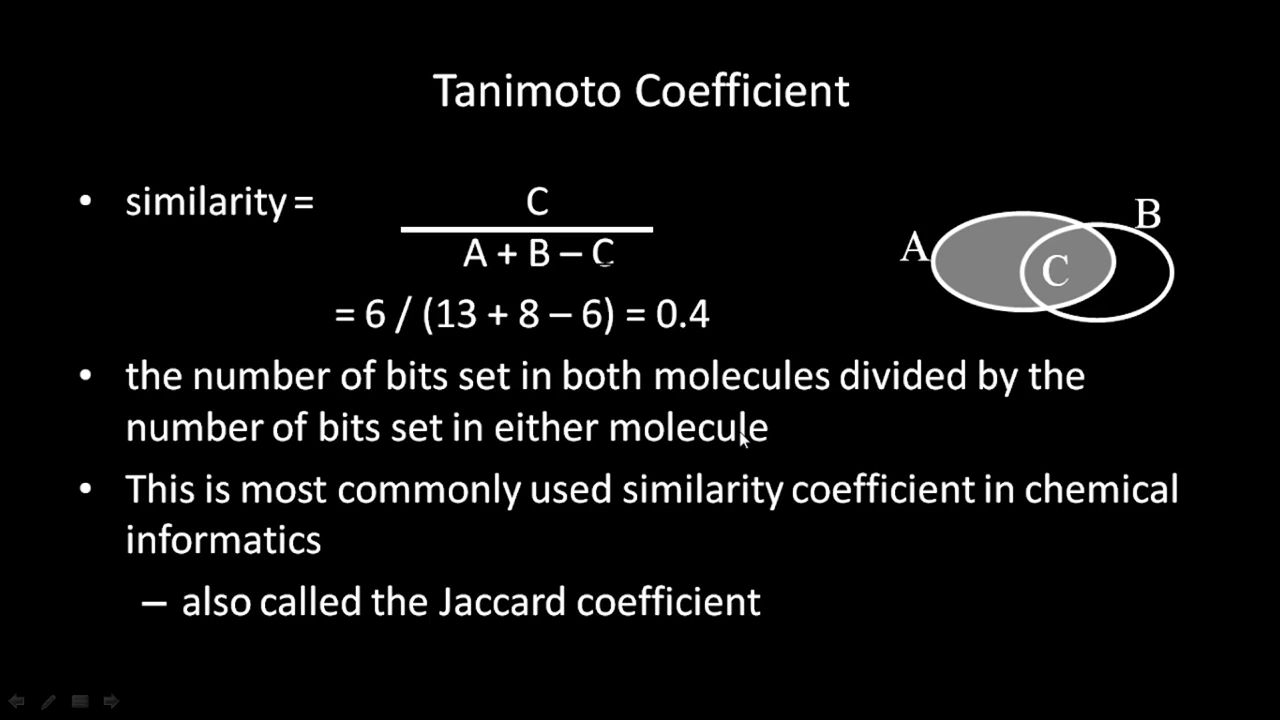 Tanimoto Coefficient
• similarity = C
A + B – C
= 6 / (13 + 8 – 6) = 0.4
A
B
C
• the number of bits set in both molecules divided by the
number of bits set in either molecule
• This is most commonly used similarity coefficient in chemical
informatics
– also called the Jaccard coefficient